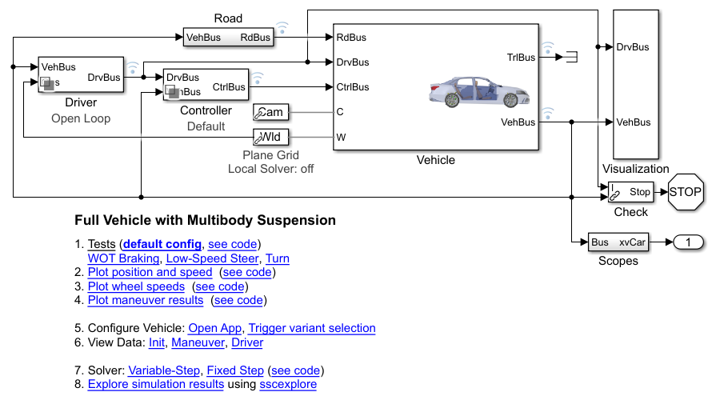 Road
VehBus RdBus
RdBus
DrvBus
CtrlBus
C
W
TrlBus
VehBus
Vehicle
DrvBus
VehBus
Visualization
VehBus
DrvBus
Driver
Open Loop
DrvBus
CtrlBus
Controller
Default
Cam
Wld
Plane Grid
Local Solver: off
Stop
STOP
Check
Bus xvCar
1
Scopes
Full Vehicle with Multibody Suspension
1. Tests (default config, see code)
WOT Braking, Low-Speed Steer, Turn
2. Plot position and speed (see code)
3. Plot wheel speeds (see code)
4. Plot maneuver results (see code)
5. Configure Vehicle: Open App, Trigger variant selection
6. View Data: Init, Maneuver, Driver
7. Solver: Variable-Step, Fixed Step (see code)
8. Explore simulation results using sscexplore